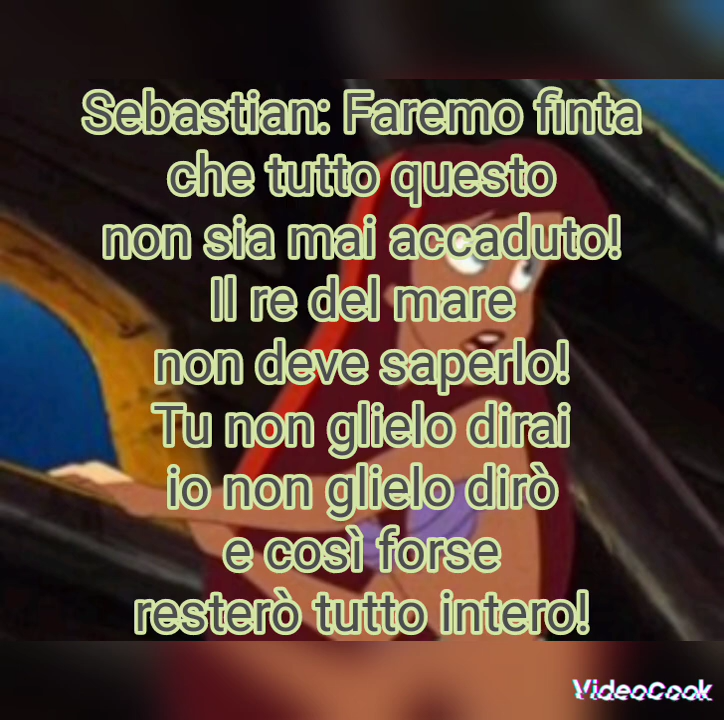 Sebastian: Faremo finta
che tutto questo
non sia mai accaduto!
Il re del mare
non deve saperlo!
Tu non glielo dirai
io non glielo dirò
e così forse
resterò tutto intero!
VideoCook